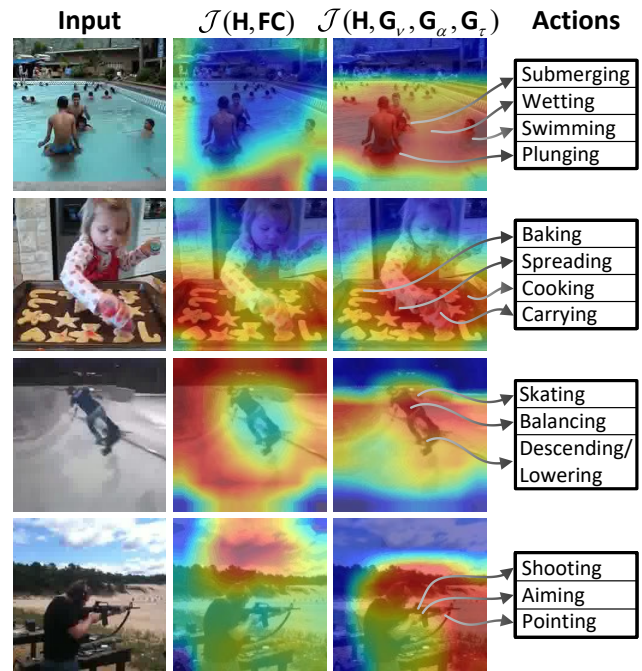 Input
𝒥(H, FC)
𝒥(H, G_ν, G_α, G_τ)
Actions
Submerging
Wetting
Swimming
Plunging
Baking
Spreading
Cooking
Carrying
Skating
Balancing
Descending/
Lowering
Shooting
Aiming
Pointing